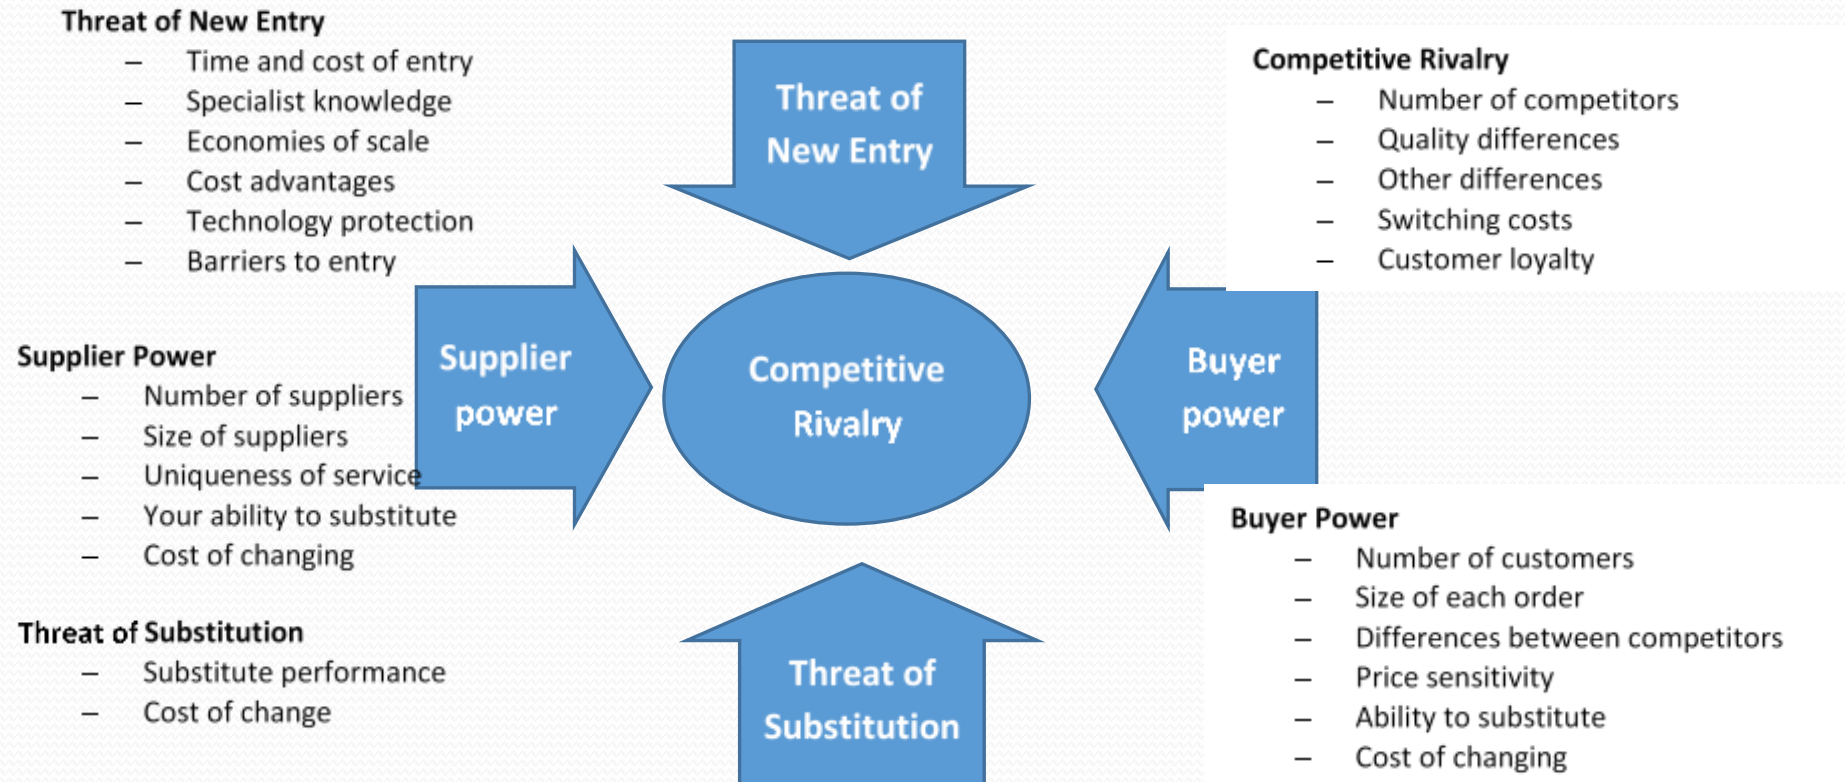 Threat of New Entry
– Time and cost of entry
– Specialist knowledge
– Economies of scale
– Cost advantages
– Technology protection
– Barriers to entry
Supplier Power
– Number of suppliers
– Size of suppliers
– Uniqueness of service
– Your ability to substitute
– Cost of changing
Threat of Substitution
– Substitute performance
– Cost of change
Threat of
New Entry
Supplier
power
Competitive
Rivalry
Buyer
power
Threat of
Substitution
Competitive Rivalry
– Number of competitors
– Quality differences
– Other differences
– Switching costs
– Customer loyalty
Buyer Power
– Number of customers
– Size of each order
– Differences between competitors
– Price sensitivity
– Ability to substitute
– Cost of changing